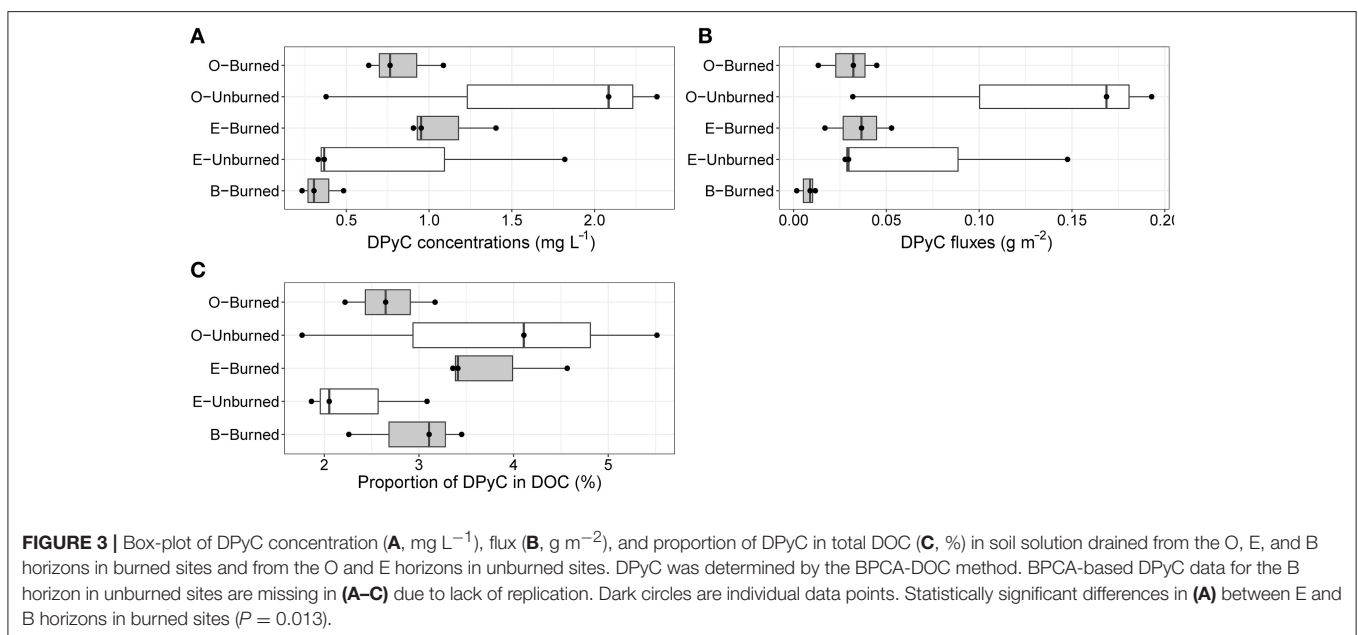 A
O−Burned
O−Unburned
E−Burned
E−Unburned
B−Burned
0.5 1.0 1.5 2.0
DPyC concentrations (mg L⁻¹)
B
O−Burned
O−Unburned
E−Burned
E−Unburned
B−Burned
0.00 0.05 0.10 0.15 0.20
DPyC fluxes (g m⁻²)
C
O−Burned
O−Unburned
E−Burned
E−Unburned
B−Burned
2 3 4 5
Proportion of DPyC in DOC (%)
FIGURE 3 | Box-plot of DPyC concentration (A, mg L⁻¹), flux (B, g m⁻²), and proportion of DPyC in total DOC (C, %) in soil solution drained from the O, E, and B
horizons in burned sites and from the O and E horizons in unburned sites. DPyC was determined by the BPCA-DOC method. BPCA-based DPyC data for the B
horizon in unburned sites are missing in (A–C) due to lack of replication. Dark circles are individual data points. Statistically significant differences in (A) between E and
B horizons in burned sites (P = 0.013).